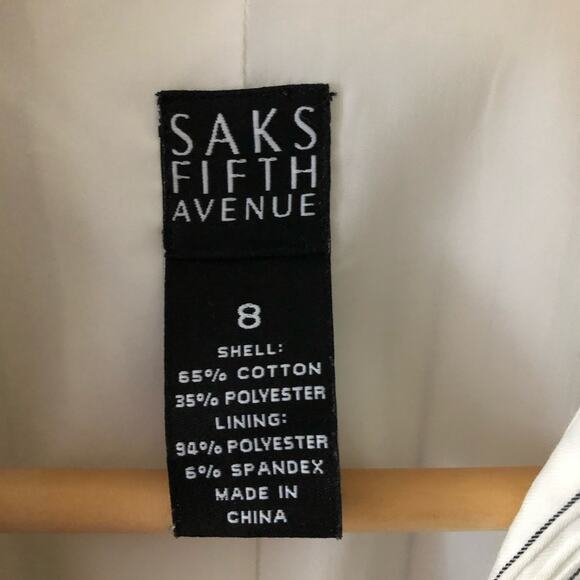 SAKS
FIFTH
AVENUE
8
SHELL:
65% COTTON
35% POLYESTER
LINING:
94% POLYESTER
6% SPANDEX
MADE IN
CHINA